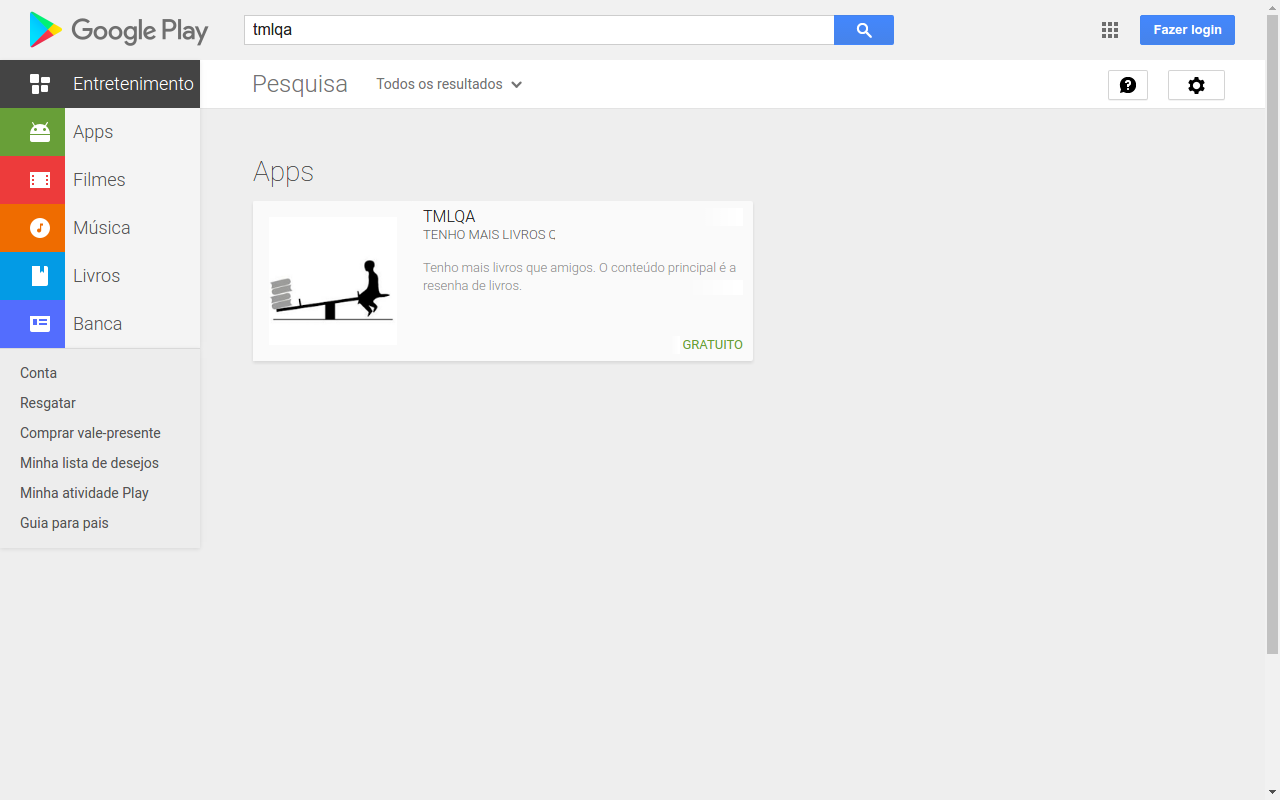 Google Play
tmlqa
Fazer login
Entretenimento
Pesquisa
Todos os resultados
Apps
Filmes
Música
Livros
Banca
Conta
Resgatar
Comprar vale-presente
Minha lista de desejos
Minha atividade Play
Guia para pais
Apps
TMLQA
TENHO MAIS LIVROS Q
Tenho mais livros que amigos. O conteúdo principal é a
resenha de livros.
GRATUITO